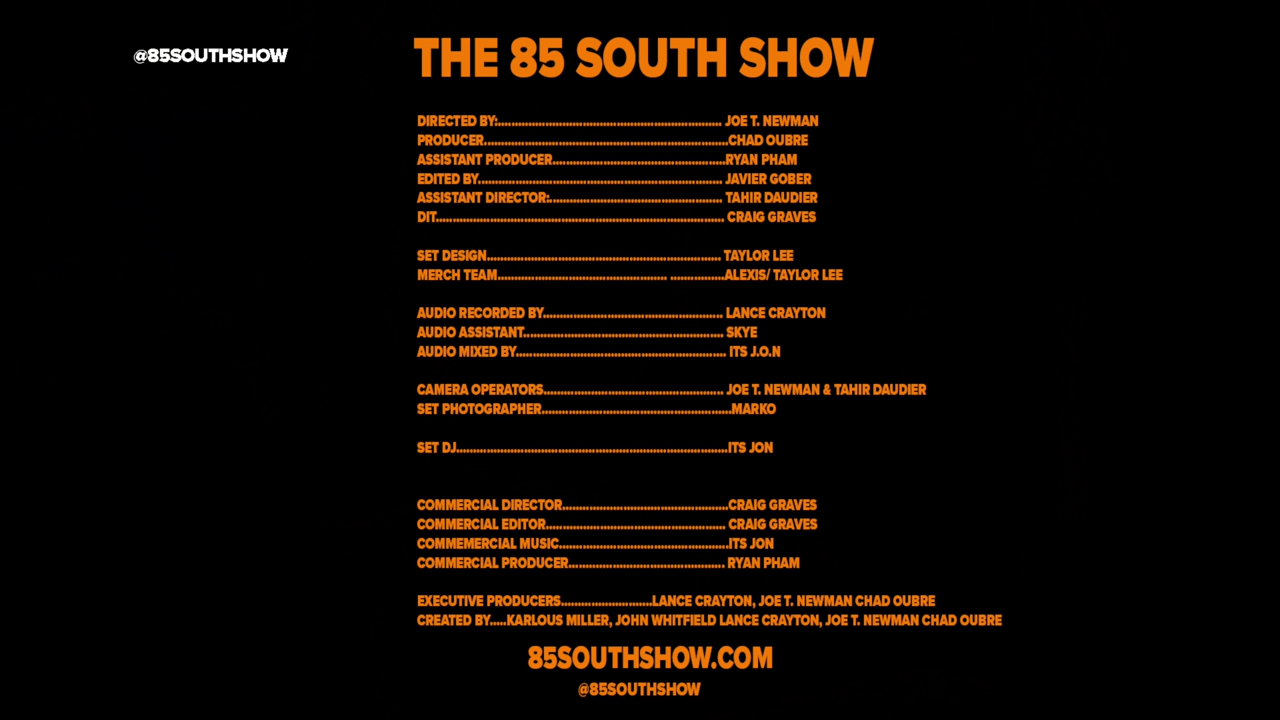 @85SOUTHSHOW
THE 85 SOUTH SHOW
DIRECTED BY:.................................................................. JOE T. NEWMAN
PRODUCER........................................................................CHAD OUBRE
ASSISTANT PRODUCER...................................................RYAN PHAM
EDITED BY........................................................................ JAVIER GOBER
ASSISTANT DIRECTOR:................................................... TAHIR DAUDIER
DIT..................................................................................... CRAIG GRAVES
SET DESIGN..................................................................... TAYLOR LEE
MERCH TEAM.................................................. ................ALEXIS/ TAYLOR LEE
AUDIO RECORDED BY..................................................... LANCE CRAYTON
AUDIO ASSISTANT........................................................... SKYE
AUDIO MIXED BY.............................................................. ITS J.O.N
CAMERA OPERATORS..................................................... JOE T. NEWMAN & TAHIR DAUDIER
SET PHOTOGRAPHER........................................................MARKO
SET DJ................................................................................ITS JON
COMMERCIAL DIRECTOR.................................................CRAIG GRAVES
COMMERCIAL EDITOR..................................................... CRAIG GRAVES
COMMEMERCIAL MUSIC..................................................ITS JON
COMMERCIAL PRODUCER.............................................. RYAN PHAM
EXECUTIVE PRODUCERS...........................LANCE CRAYTON, JOE T. NEWMAN CHAD OUBRE
CREATED BY.....KARLOUS MILLER, JOHN WHITFIELD LANCE CRAYTON, JOE T. NEWMAN CHAD OUBRE
85SOUTHSHOW.COM
@85SOUTHSHOW